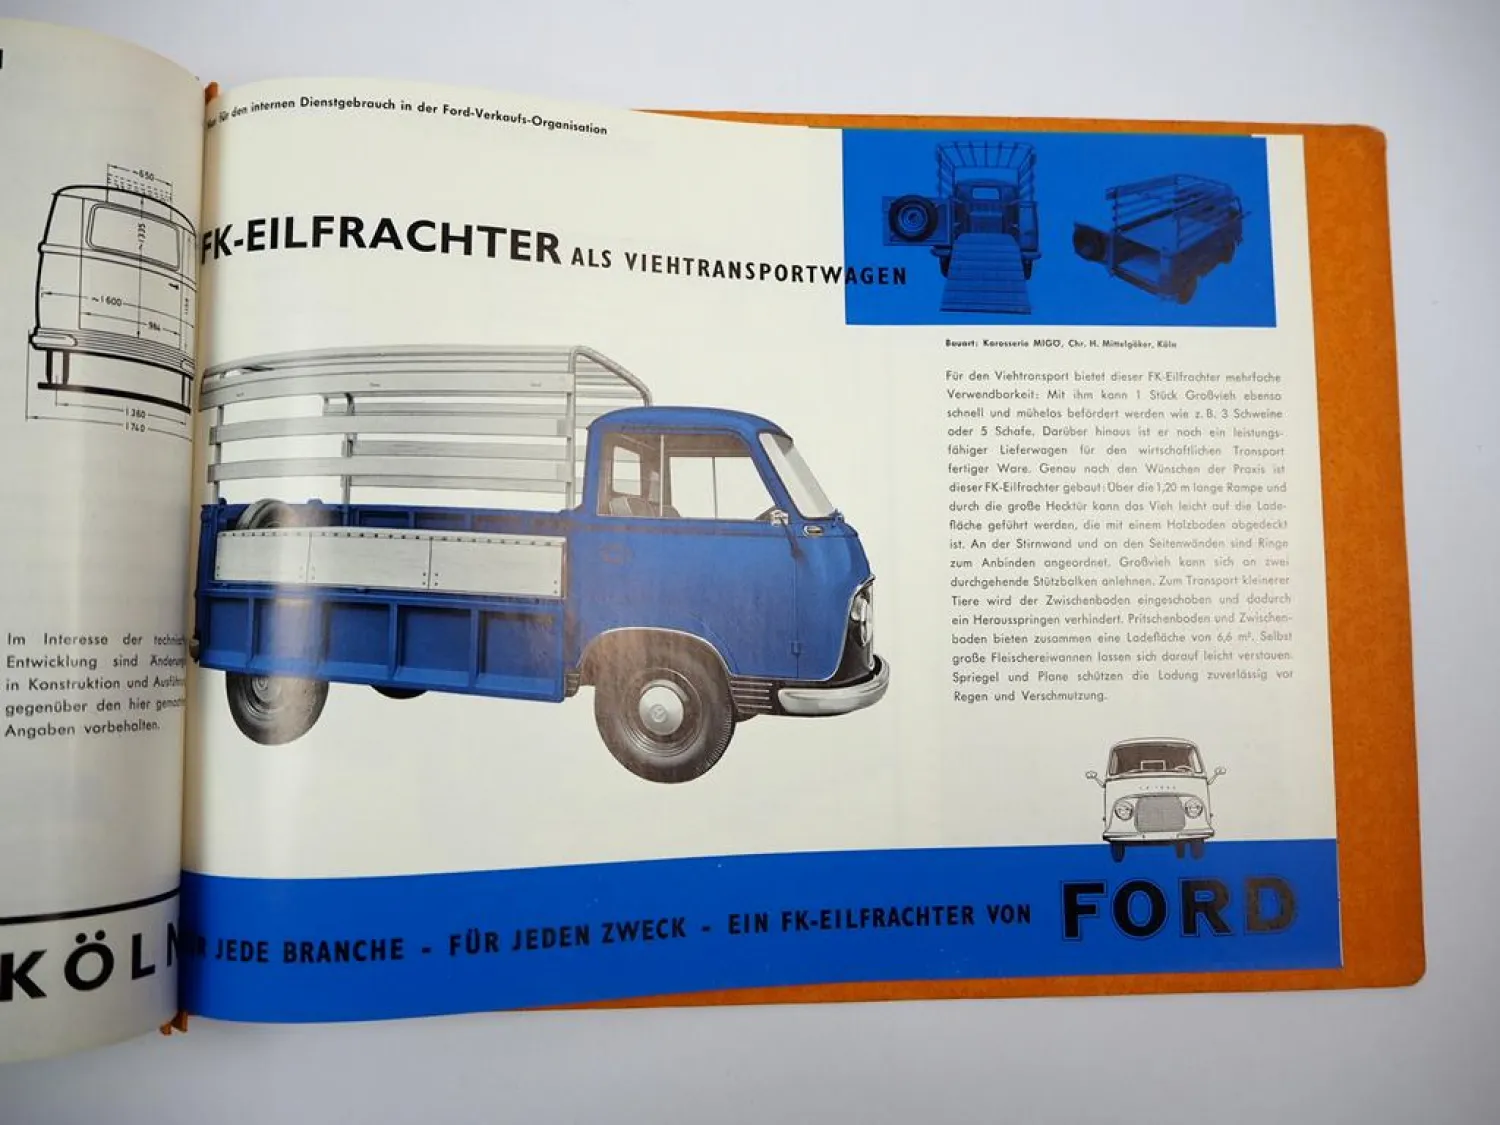 ~650
~1335
~1600
984
1360
1740
Im Interesse der
Entwicklung sind
in Konstruktion und
gegenüber den hier
Angaben vorbehalten.
KÖLN
für den internen Dienstgebrauch in der Ford-Verkaufs-Organisation
FK-EILFRACHTER ALS VIEHTRANSPORTWAGEN
Bauart: Karosserie MIGÖ, Chr. H. Mittelgöker, Köln
Für den Viehtransport bietet dieser FK-Eilfrachter mehrfache
Verwendbarkeit: Mit ihm kann 1 Stück Großvieh ebenso
schnell und mühelos befördert werden wie z. B. 3 Schweine
oder 5 Schafe. Darüber hinaus ist er noch ein leistungs-
fähiger Lieferwagen für den wirtschaftlichen Transport
fertiger Ware. Genau nach den Wünschen der Praxis ist
dieser FK-Eilfrachter gebaut: Über die 1,20 m lange Rampe und
durch die große Hecktür kann das Vieh leicht auf die Lade-
fläche geführt werden, die mit einem Holzboden abgedeckt
ist. An der Stirnwand und an den Seitenwänden sind Ringe
zum Anbinden angeordnet. Großvieh kann sich an zwei
durchgehende Stützbalken anlehnen. Zum Transport kleinerer
Tiere wird der Zwischenboden eingeschoben und dadurch
ein Herausspringen verhindert. Pritschenboden und Zwischen-
boden bieten zusammen eine Ladefläche von 6,6 m². Selbst
große Fleischereiwannen lassen sich darauf leicht verstauen.
Spriegel und Plane schützen die Ladung zuverlässig vor
Regen und Verschmutzung.
JEDE BRANCHE - FÜR JEDEN ZWECK - EIN FK-EILFRACHTER VON FORD